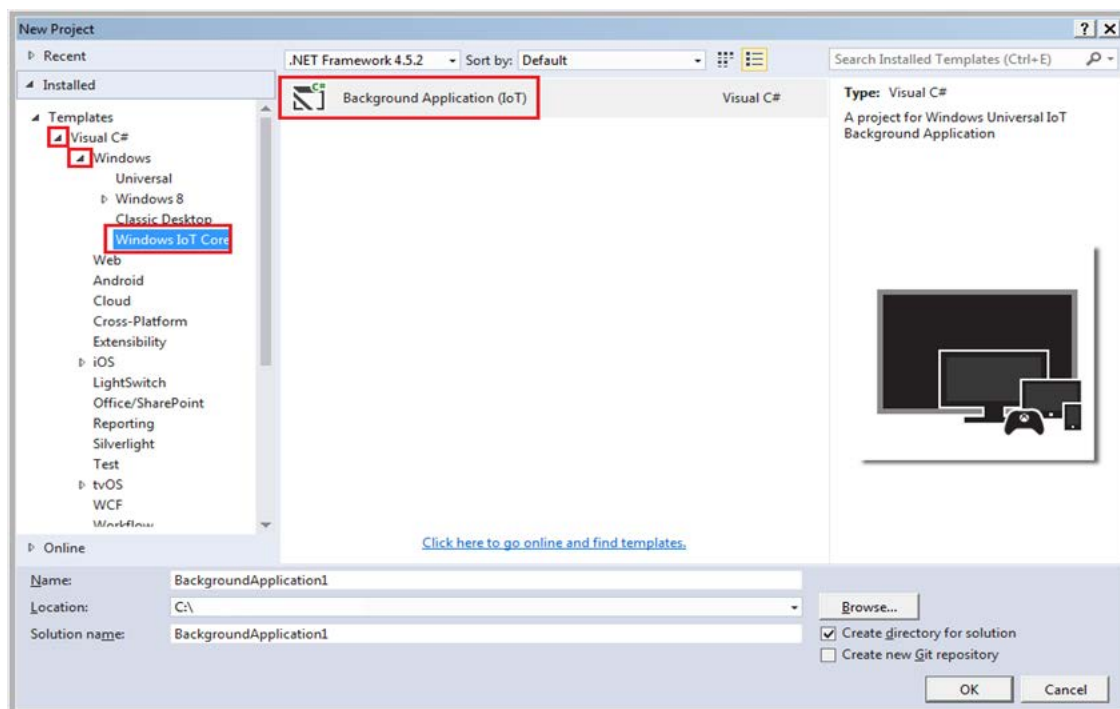 New Project
? X
Recent
.NET Framework 4.5.2 Sort by: Default
Search Installed Templates (Ctrl+E)
Installed
C#
Background Application (IoT) Visual C#
Type: Visual C#
A project for Windows Universal IoT
Background Application
Templates
Visual C#
Windows
Universal
Windows 8
Classic Desktop
Windows IoT Core
Web
Android
Cloud
Cross-Platform
Extensibility
iOS
LightSwitch
Office/SharePoint
Reporting
Silverlight
Test
tvOS
WCF
Workflow
Online
Click here to go online and find templates.
Name: BackgroundApplication1
Location: C:\
Browse...
Solution name: BackgroundApplication1
Create directory for solution
Create new Git repository
OK Cancel